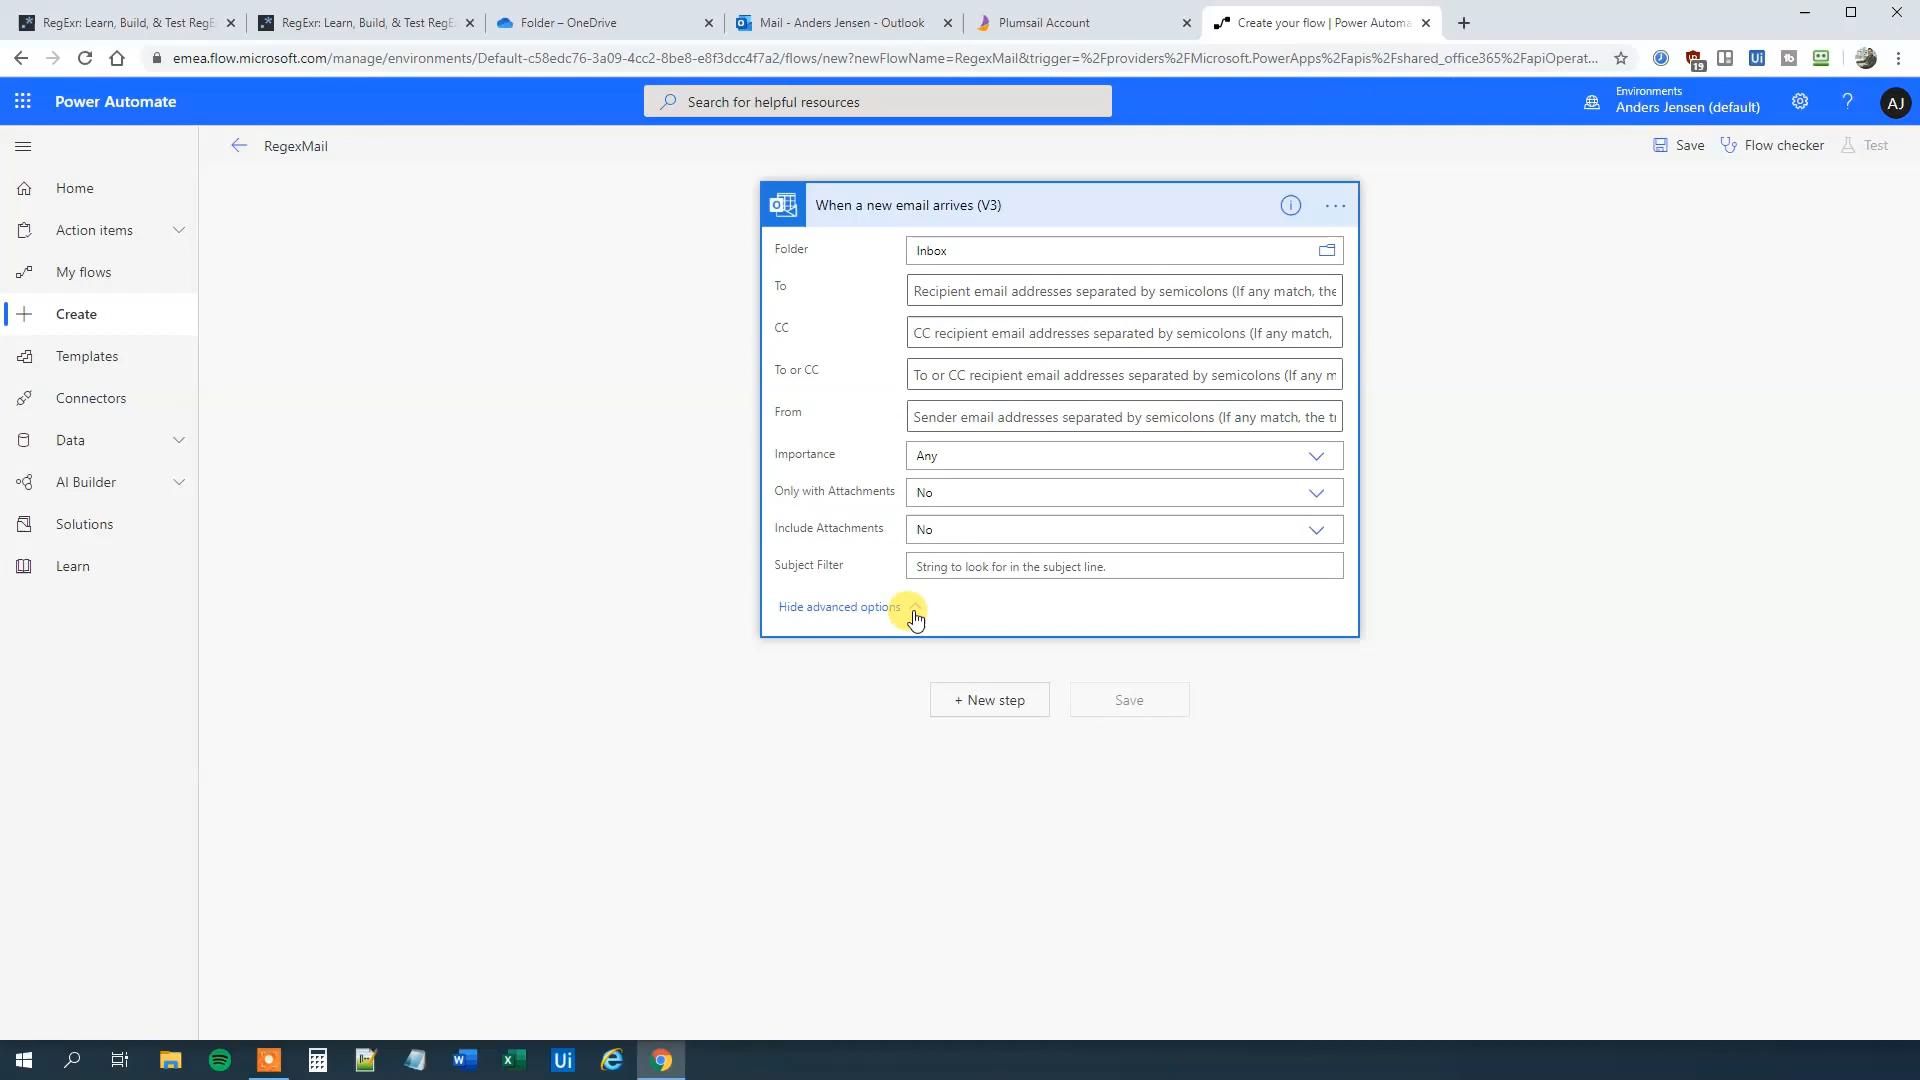 RegExr: Learn, Build, & Test RegE
RegExr: Learn, Build, & Test RegE
Folder – OneDrive
Mail - Anders Jensen - Outlook
Plumsail Account
Create your flow | Power Automa
emea.flow.microsoft.com/manage/environments/Default-c58edc76-3a09-4cc2-8be8-e8f3dcc4f7a2/flows/new?newFlowName=RegexMail&trigger=%2Fproviders%2FMicrosoft.PowerApps%2Fapis%2Fshared_office365%2FapiOperat...
19
Ui
Power Automate
Search for helpful resources
Environments
Anders Jensen (default)
?
AJ
RegexMail
Save
Flow checker
Test
Home
Action items
My flows
Create
Templates
Connectors
Data
AI Builder
Solutions
Learn
When a new email arrives (V3)
Folder
Inbox
To
Recipient email addresses separated by semicolons (If any match, the
CC
CC recipient email addresses separated by semicolons (If any match,
To or CC
To or CC recipient email addresses separated by semicolons (If any m
From
Sender email addresses separated by semicolons (If any match, the tr
Importance
Any
Only with Attachments
No
Include Attachments
No
Subject Filter
String to look for in the subject line.
Hide advanced options
+ New step
Save
Ui